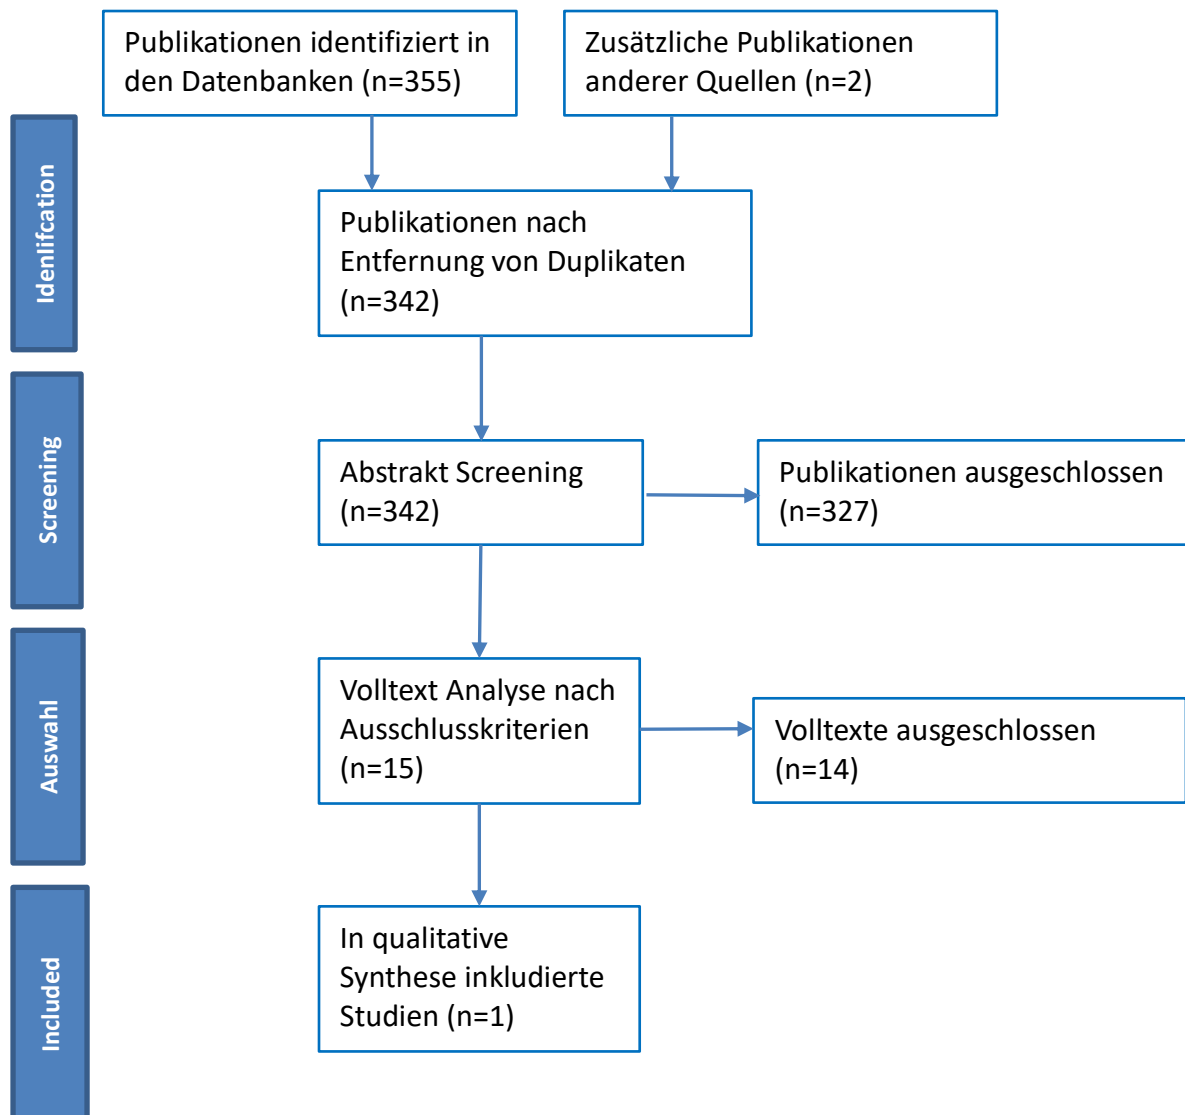 Publikationen identifiziert in
den Datenbanken (n=355)
Zusätzliche Publikationen
anderer Quellen (n=2)
Idenlifcation
Publikationen nach
Entfernung von Duplikaten
(n=342)
Screening
Abstrakt Screening
(n=342)
Publikationen ausgeschlossen
(n=327)
Auswahl
Volltext Analyse nach
Ausschlusskriterien
(n=15)
Volltexte ausgeschlossen
(n=14)
Included
In qualitative
Synthese inkludierte
Studien (n=1)